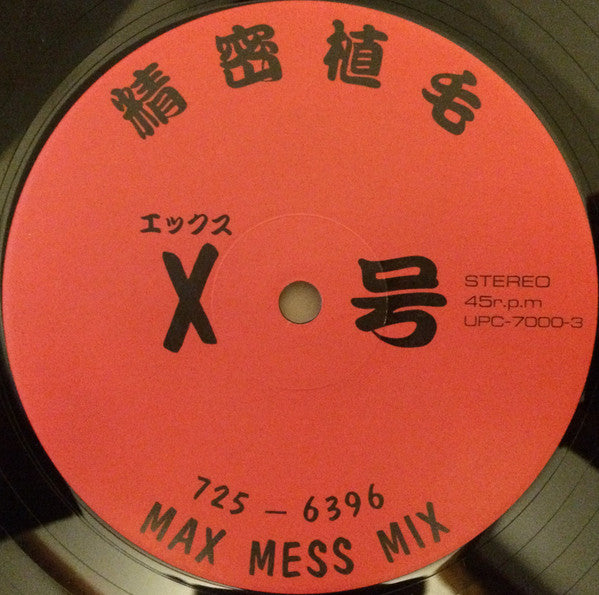 精密植毛
エックス
X号
STEREO
45r.p.m
UPC-7000-3
725-6396
MAX MESS MIX